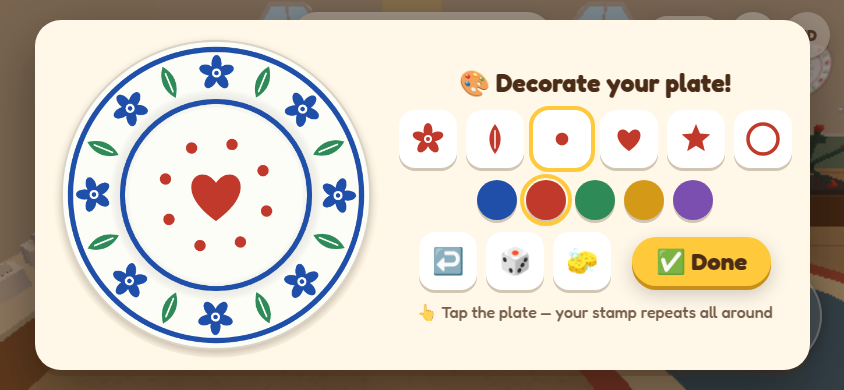 🎨 Decorate your plate!
✅ Done
👆 Tap the plate — your stamp repeats all around